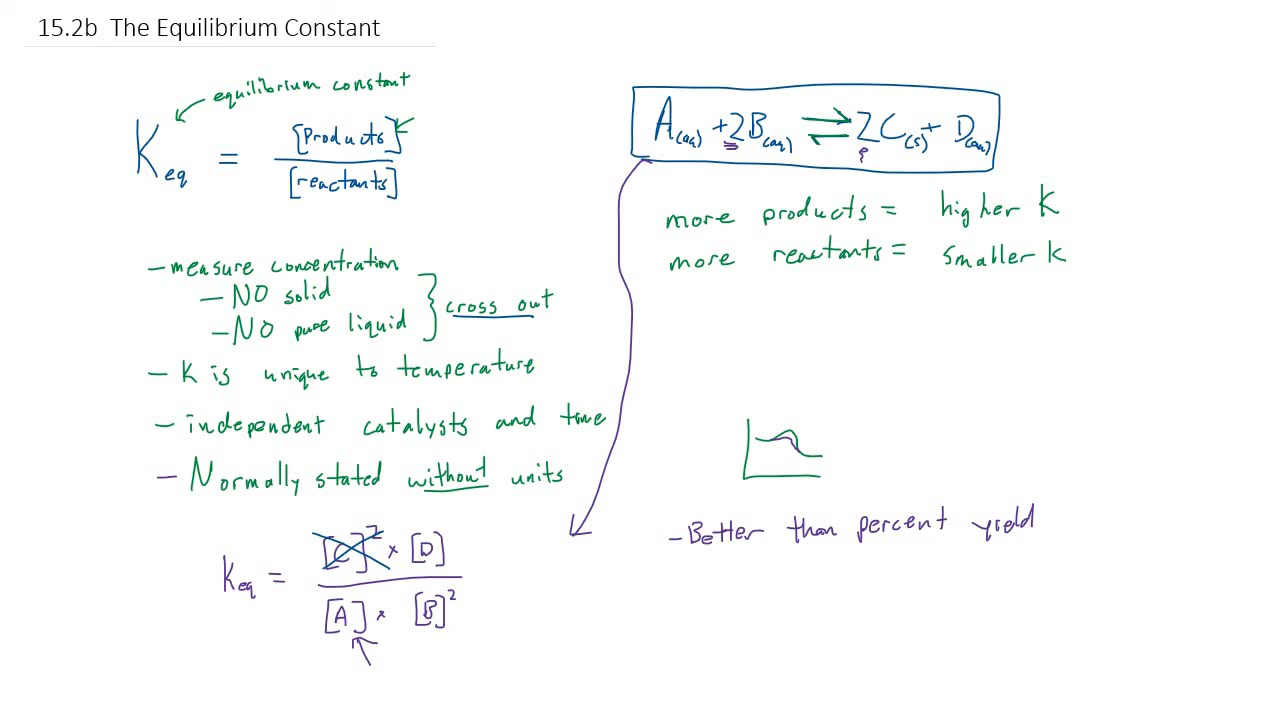 15.2b The Equilibrium Constant
equilibrium constant
Keq = [Products] / [reactants]
- measure concentration
- NO solid
- NO pure liquid } cross out
- K is unique to temperature
- independent catalysts and time
- Normally stated without units
Keq = [C]² × [D] / [A] × [B]²
A(aq) + 2B(aq) ⇌ 2C(s) + D(aq)
more products = higher K
more reactants = smaller K
- Better than percent yield